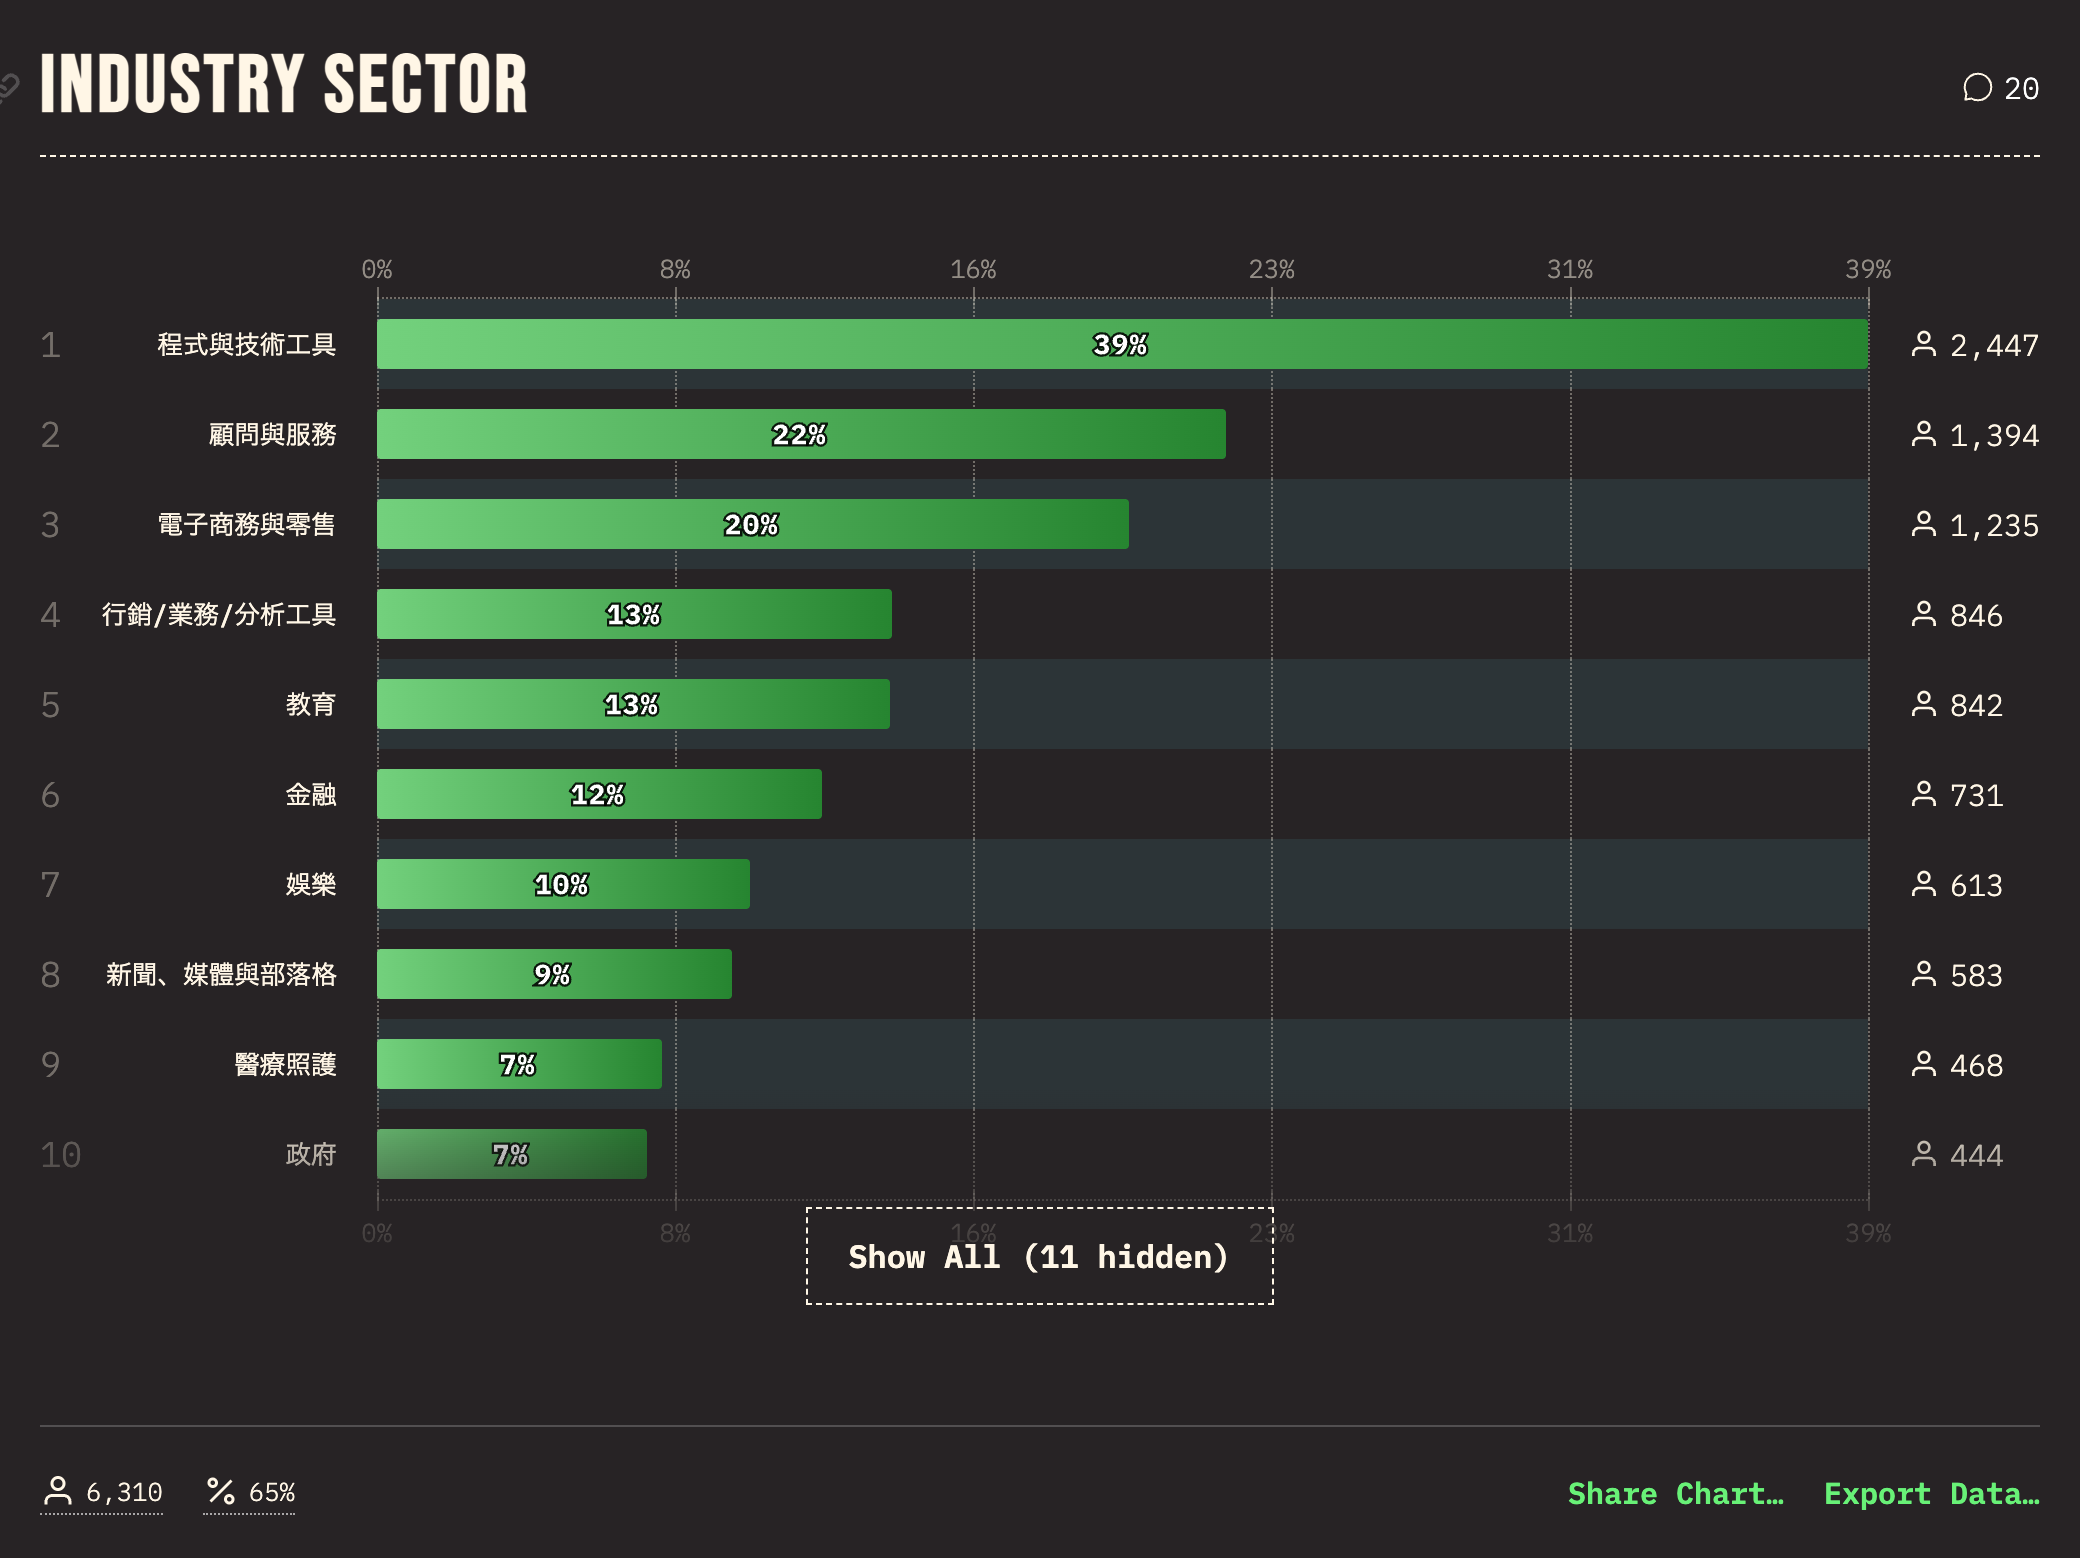 INDUSTRY SECTOR
20
0% 8% 16% 23% 31% 39%
1 程式與技術工具 39% 2,447
2 顧問與服務 22% 1,394
3 電子商務與零售 20% 1,235
4 行銷/業務/分析工具 13% 846
5 教育 13% 842
6 金融 12% 731
7 娛樂 10% 613
8 新聞、媒體與部落格 9% 583
9 醫療照護 7% 468
10 政府 7% 444
0% 8% 16% 23% 31% 39%
Show All (11 hidden)
6,310 % 65% Share Chart… Export Data…